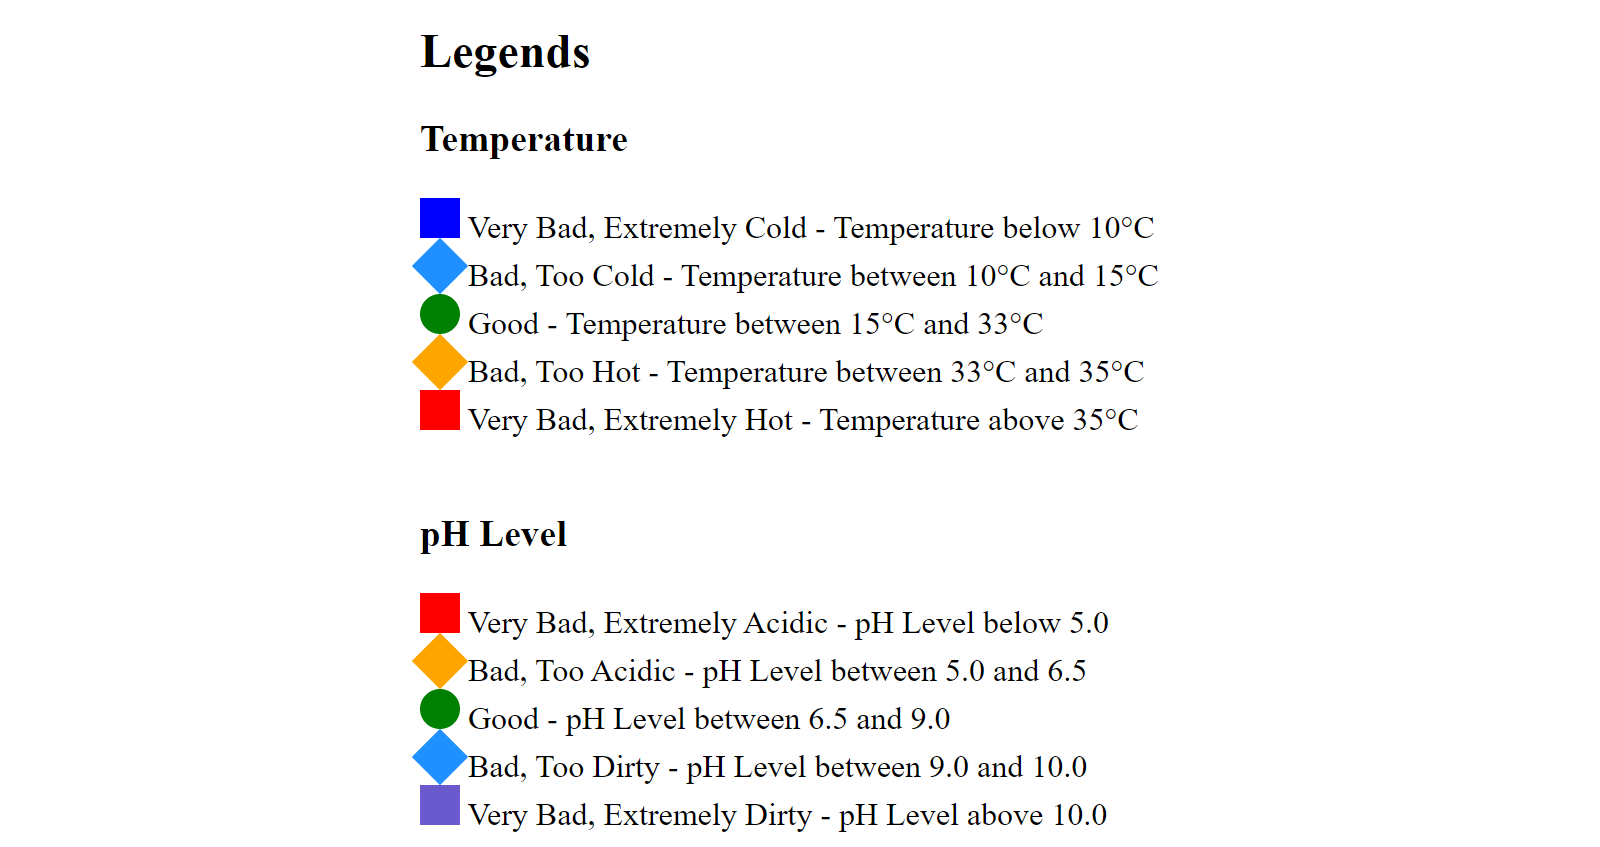 Legends
Temperature
Very Bad, Extremely Cold - Temperature below 10°C
Bad, Too Cold - Temperature between 10°C and 15°C
Good - Temperature between 15°C and 33°C
Bad, Too Hot - Temperature between 33°C and 35°C
Very Bad, Extremely Hot - Temperature above 35°C
pH Level
Very Bad, Extremely Acidic - pH Level below 5.0
Bad, Too Acidic - pH Level between 5.0 and 6.5
Good - pH Level between 6.5 and 9.0
Bad, Too Dirty - pH Level between 9.0 and 10.0
Very Bad, Extremely Dirty - pH Level above 10.0